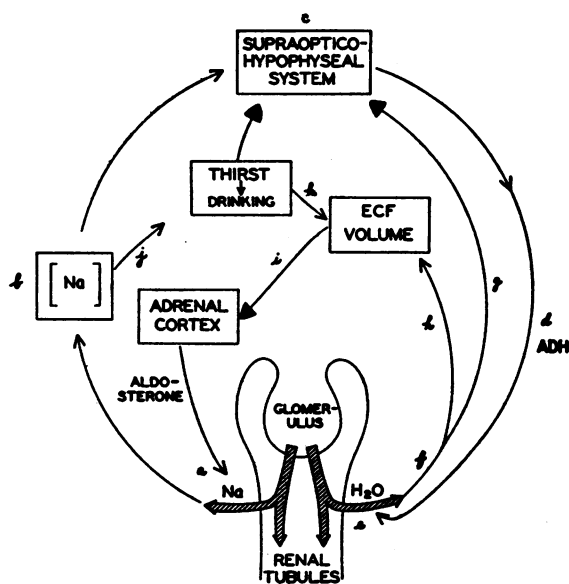 c
SUPRAOPTICO-
HYPOPHYSEAL
SYSTEM
THIRST
DRINKING
k
ECF
VOLUME
b
[Na]
j
i
g
h
d
ADH
ADRENAL
CORTEX
ALDO-
STERONE
GLOMER-
ULUS
a
f
Na
H₂O
e
RENAL
TUBULES